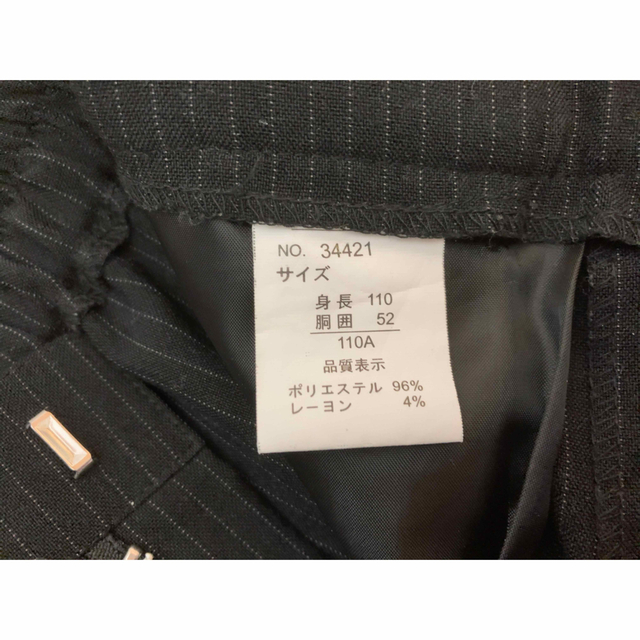 NO. 34421
サイズ
身長 110
胴囲 52
110A
品質表示
ポリエステル 96%
レーヨン 4%